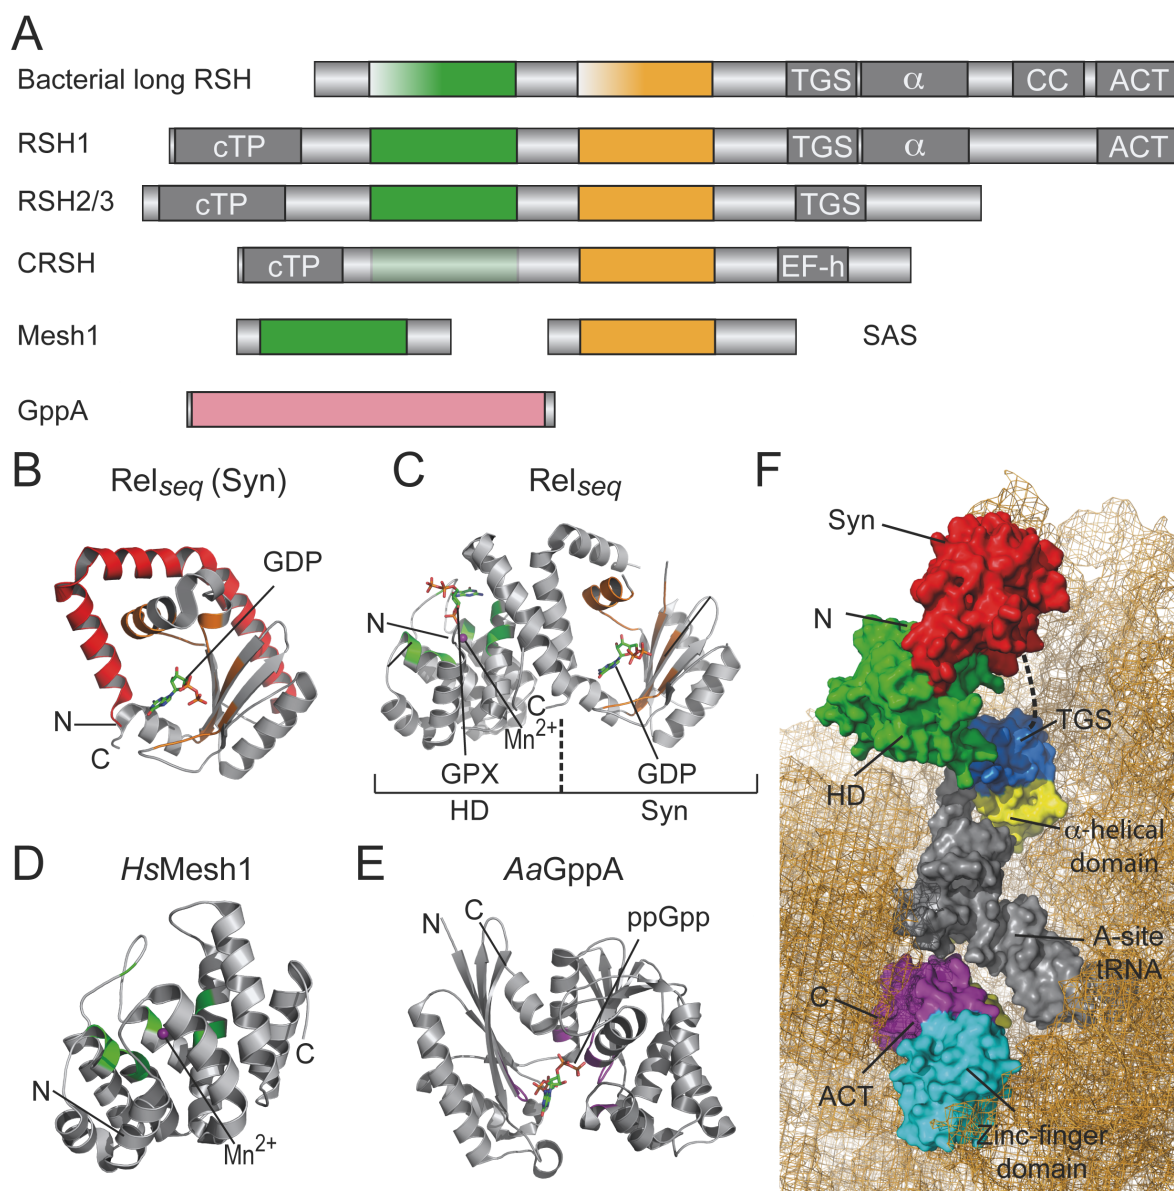 A
Bacterial long RSH
TGS α CC ACT
RSH1
cTP TGS α ACT
RSH2/3
cTP TGS
CRSH
cTP EF-h
Mesh1
SAS
GppA
B
Relseq (Syn)
GDP
N
C
C
Relseq
N
C
Mn2+
GPX
GDP
HD
Syn
D
HsMesh1
N
C
Mn2+
E
AaGppA
N
C
ppGpp
F
Syn
N
TGS
HD
α-helical
domain
A-site
tRNA
C
ACT
Zinc-finger
domain